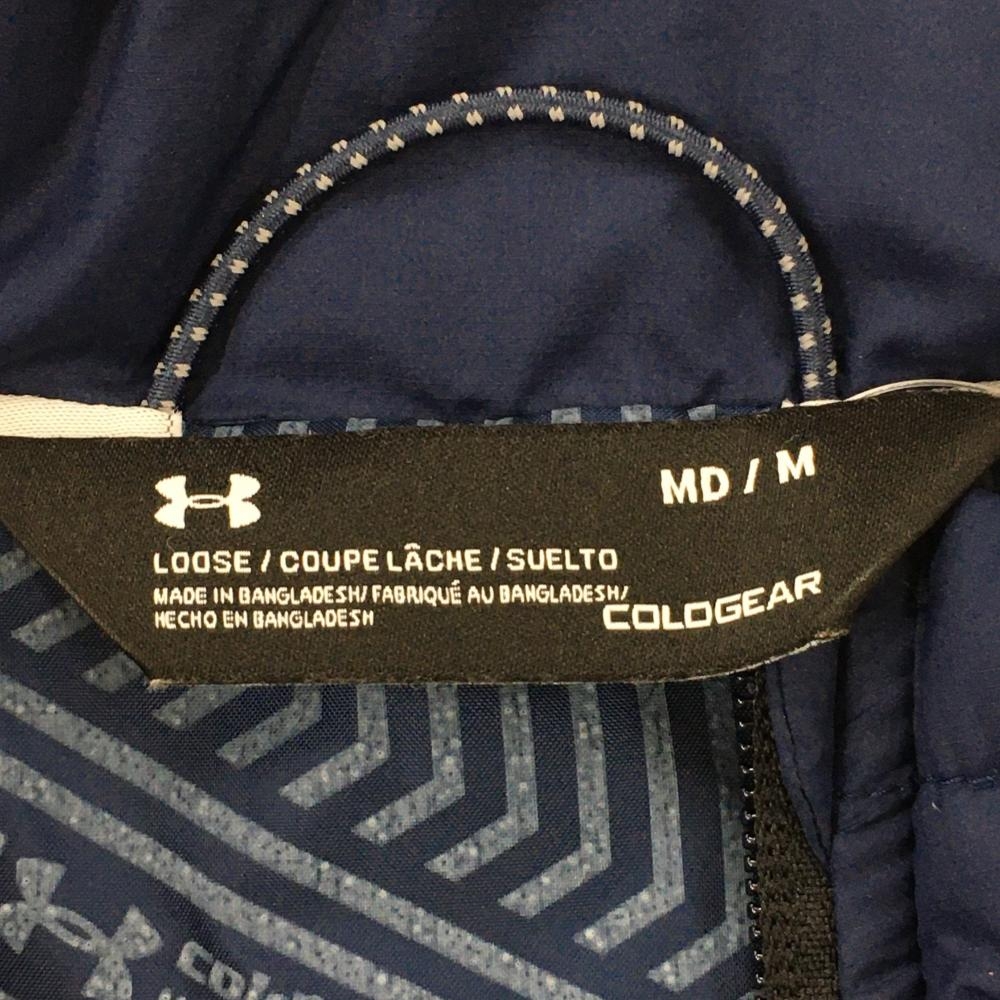 MD / M
LOOSE / COUPE LÂCHE / SUELTO
MADE IN BANGLADESH/ FABRIQUÉ AU BANGLADESH/
HECHO EN BANGLADESH
COLDGEAR